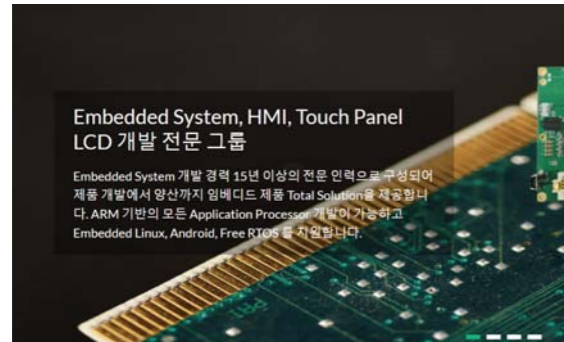 Embedded System, HMI, Touch Panel
LCD 개발 전문 그룹
Embedded System 개발 경력 15년 이상의 전문 인력으로 구성되어
제품 개발에서 양산까지 임베디드 제품 Total Solution을 제공합니
다. ARM 기반의 모든 Application Processor 개발이 가능하고
Embedded Linux, Android, Free RTOS 를 지원합니다.